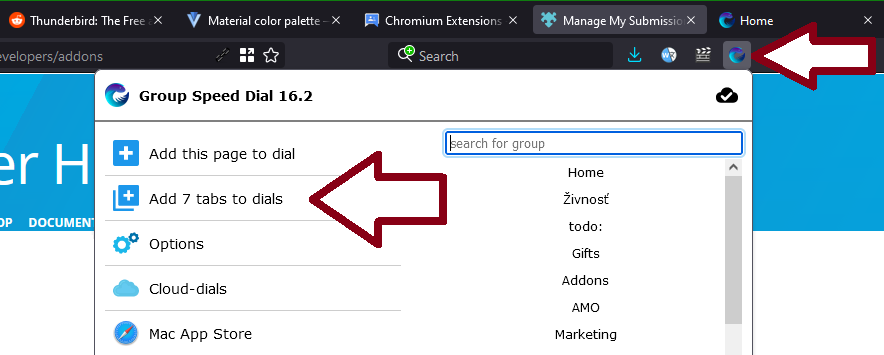 Thunderbird: The Free
Material color palette –
Chromium Extensions
Manage My Submissio
Home
evelopers/addons
Search
Group Speed Dial 16.2
er H
OP DOCUMENT
Add this page to dial
Add 7 tabs to dials
Options
Cloud-dials
Mac App Store
search for group
Home
Živnosť
todo:
Gifts
Addons
AMO
Marketing